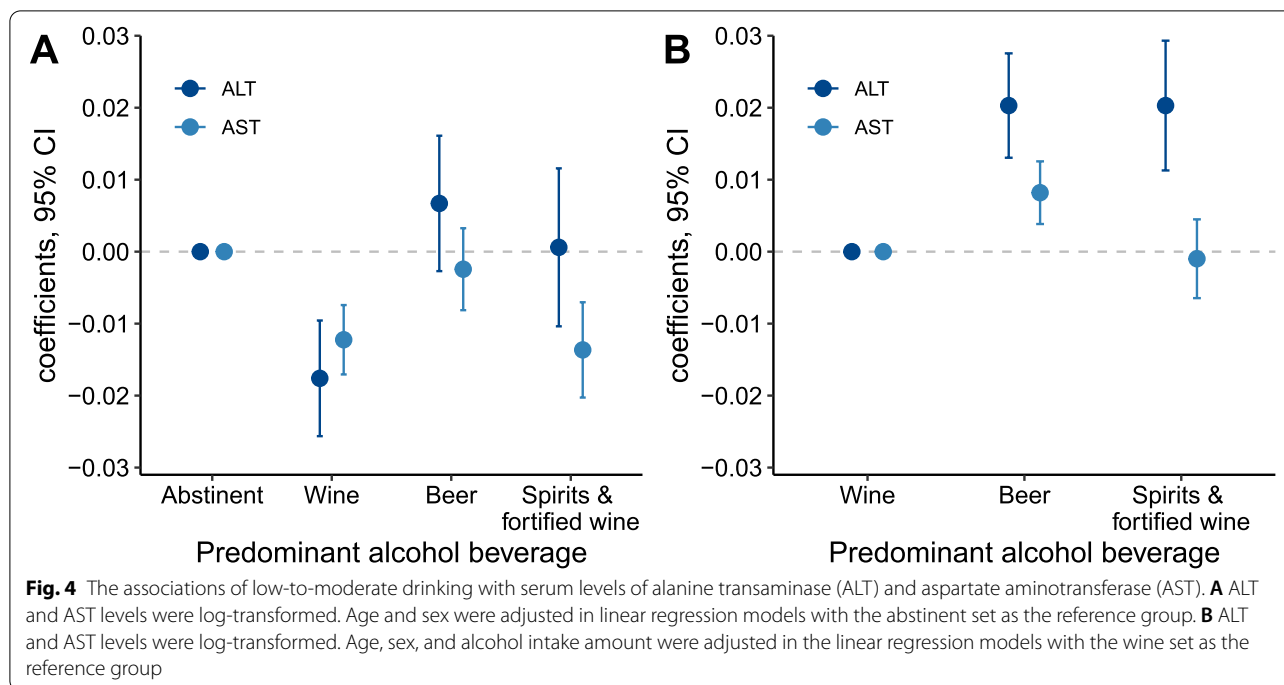 A
0.03
0.02
0.01
0.00
−0.01
−0.02
−0.03
coefficients, 95% CI
ALT
AST
Abstinent Wine Beer Spirits &
fortified wine
Predominant alcohol beverage
B
0.03
0.02
0.01
0.00
−0.01
−0.02
−0.03
coefficients, 95% CI
ALT
AST
Wine Beer Spirits &
fortified wine
Predominant alcohol beverage
Fig. 4 The associations of low-to-moderate drinking with serum levels of alanine transaminase (ALT) and aspartate aminotransferase (AST). A ALT
and AST levels were log-transformed. Age and sex were adjusted in linear regression models with the abstinent set as the reference group. B ALT
and AST levels were log-transformed. Age, sex, and alcohol intake amount were adjusted in the linear regression models with the wine set as the
reference group